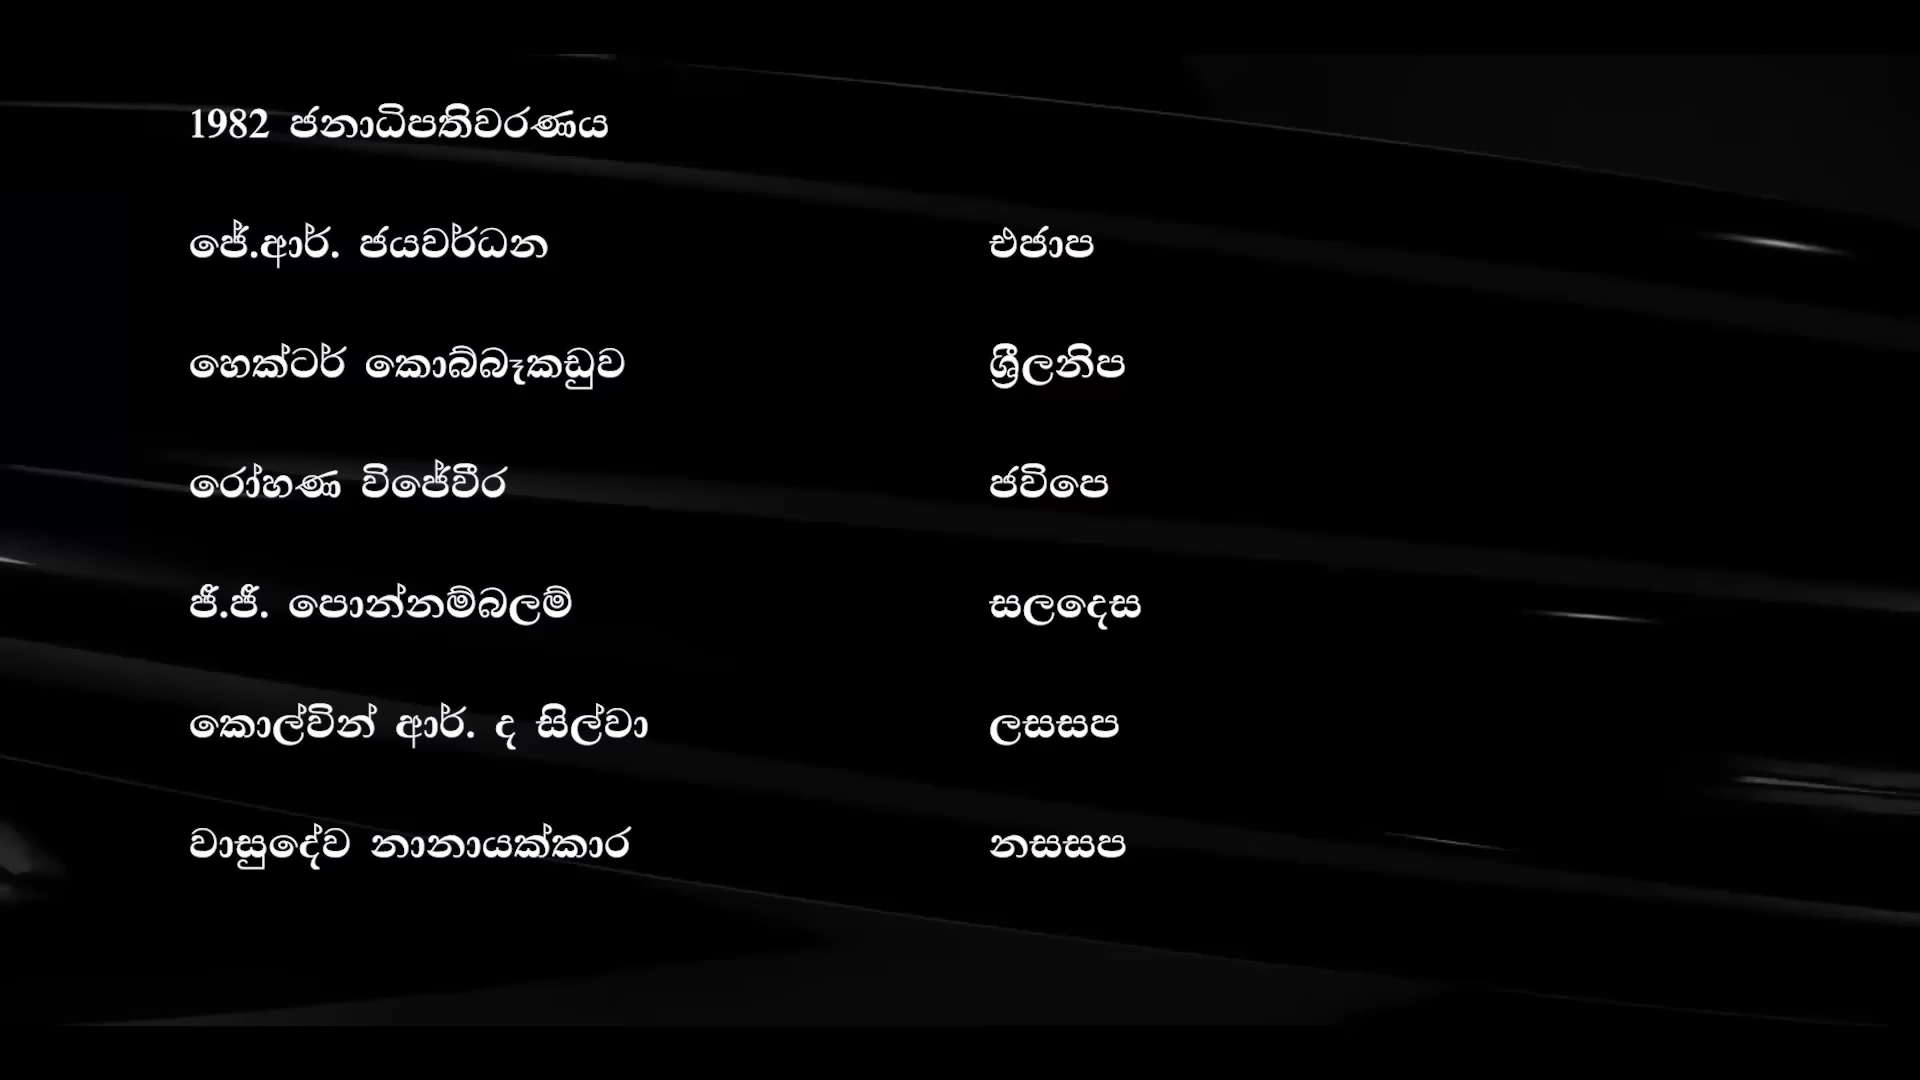 1982 ජනාධිපතිවරණය
ජේ.ආර්. ජයවර්ධන එජාප
හෙක්ටර් කොබ්බෑකඩුව ශ්‍රීලනිප
රෝහණ විජේවීර ජවිපෙ
ජී.ජී. පොන්නම්බලම් සලදෙස
කොල්වින් ආර්. ද සිල්වා ලසසප
වාසුදේව නානායක්කාර නසසප